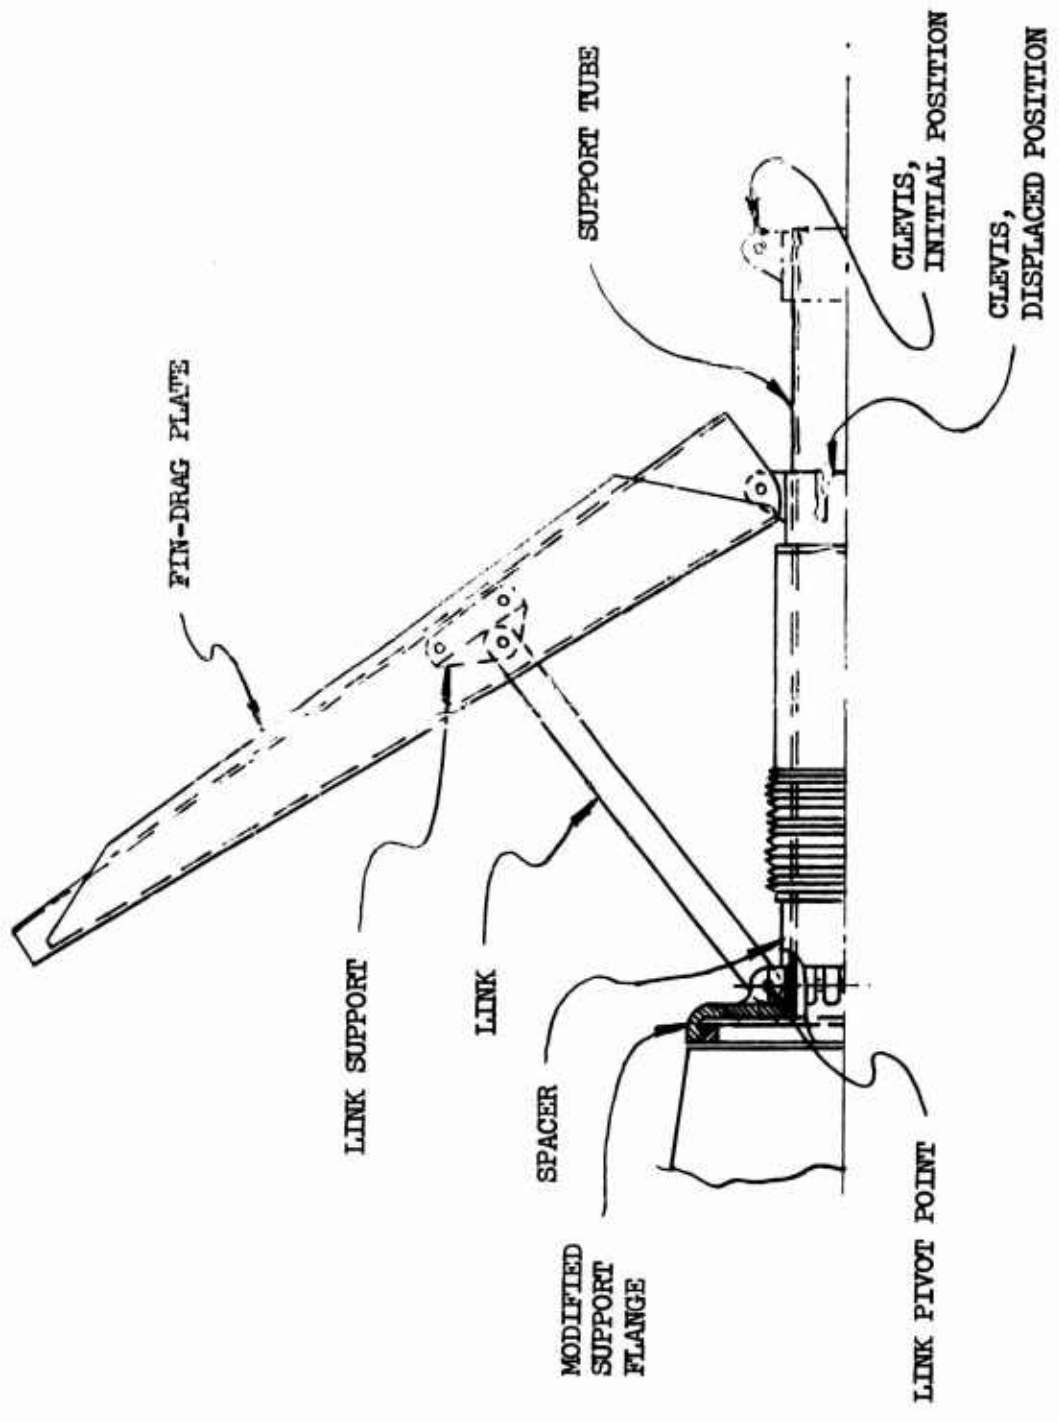 FIN-DRAG PLATE
SUPPORT TUBE
CLEVIS,
INITIAL POSITION
CLEVIS,
DISPLACED POSITION
LINK SUPPORT
LINK
SPACER
MODIFIED
SUPPORT
FLANGE
LINK PIVOT POINT